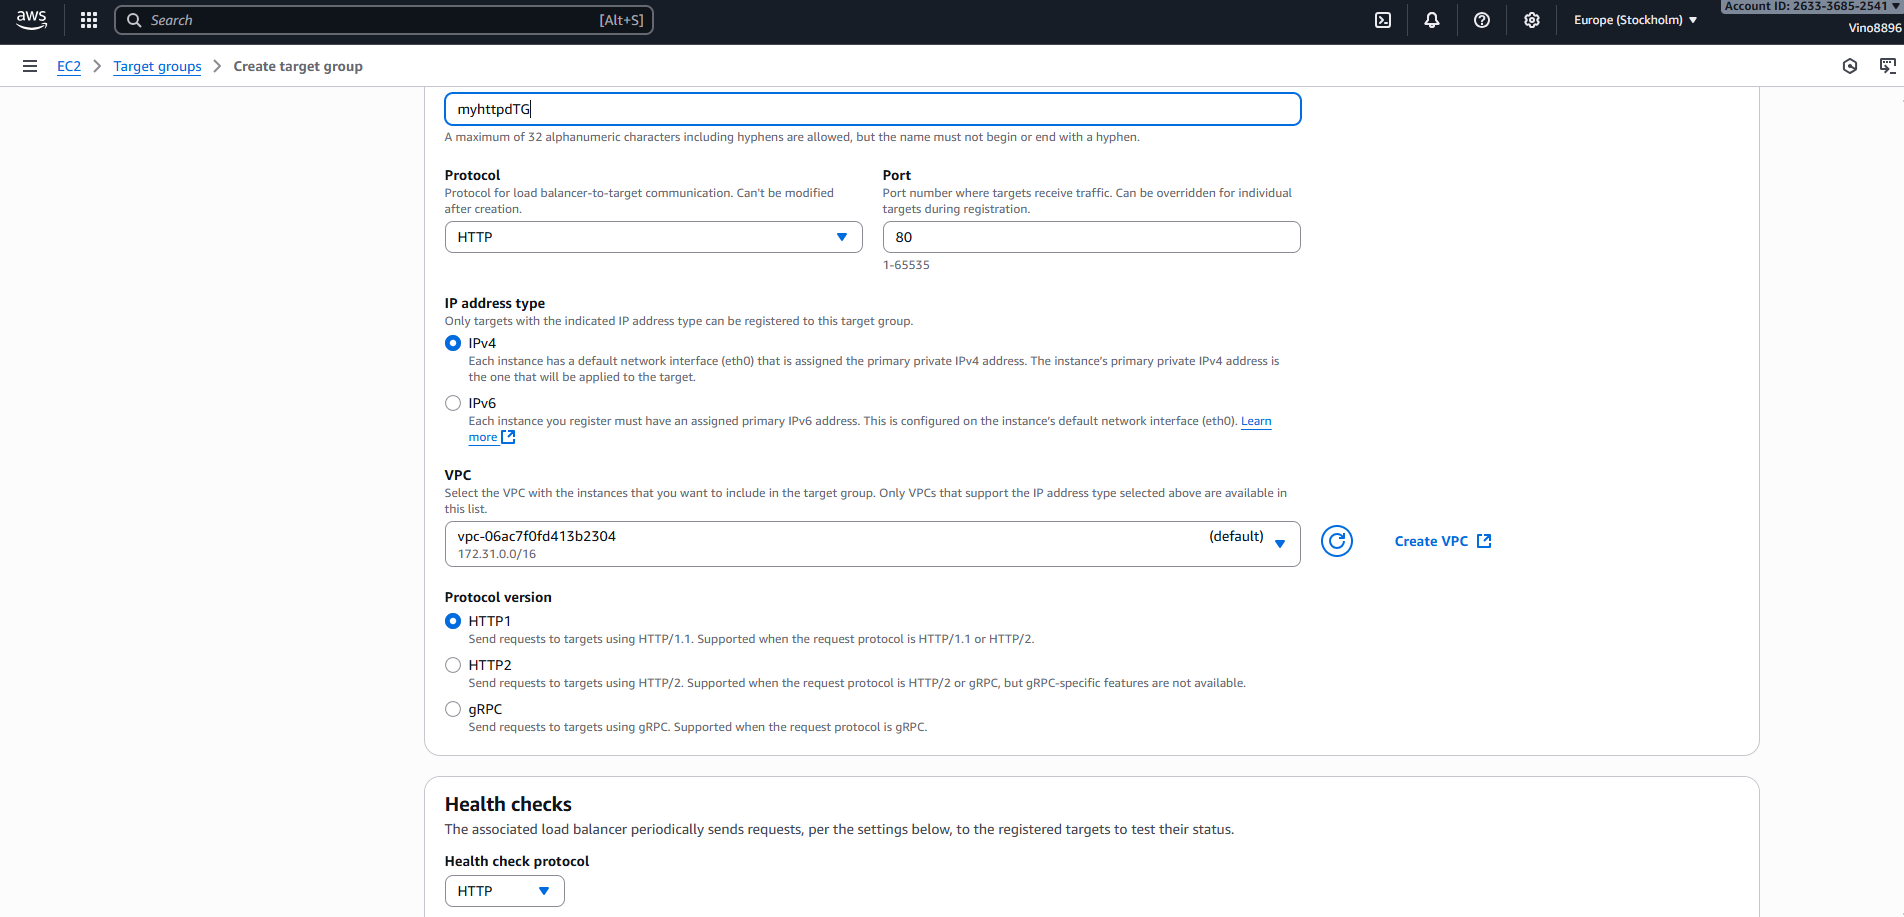 aws
Search [Alt+S]
Europe (Stockholm)
Account ID: 2633-3685-2541
Vino8896
EC2 > Target groups > Create target group
myhttpdTG
A maximum of 32 alphanumeric characters including hyphens are allowed, but the name must not begin or end with a hyphen.
Protocol
Protocol for load balancer-to-target communication. Can't be modified
after creation.
HTTP
Port
Port number where targets receive traffic. Can be overridden for individual
targets during registration.
80
1-65535
IP address type
Only targets with the indicated IP address type can be registered to this target group.
IPv4
Each instance has a default network interface (eth0) that is assigned the primary private IPv4 address. The instance's primary private IPv4 address is
the one that will be applied to the target.
IPv6
Each instance you register must have an assigned primary IPv6 address. This is configured on the instance's default network interface (eth0). Learn
more
VPC
Select the VPC with the instances that you want to include in the target group. Only VPCs that support the IP address type selected above are available in
this list.
vpc-06ac7f0fd413b2304 (default)
172.31.0.0/16
Create VPC
Protocol version
HTTP1
Send requests to targets using HTTP/1.1. Supported when the request protocol is HTTP/1.1 or HTTP/2.
HTTP2
Send requests to targets using HTTP/2. Supported when the request protocol is HTTP/2 or gRPC, but gRPC-specific features are not available.
gRPC
Send requests to targets using gRPC. Supported when the request protocol is gRPC.
Health checks
The associated load balancer periodically sends requests, per the settings below, to the registered targets to test their status.
Health check protocol
HTTP